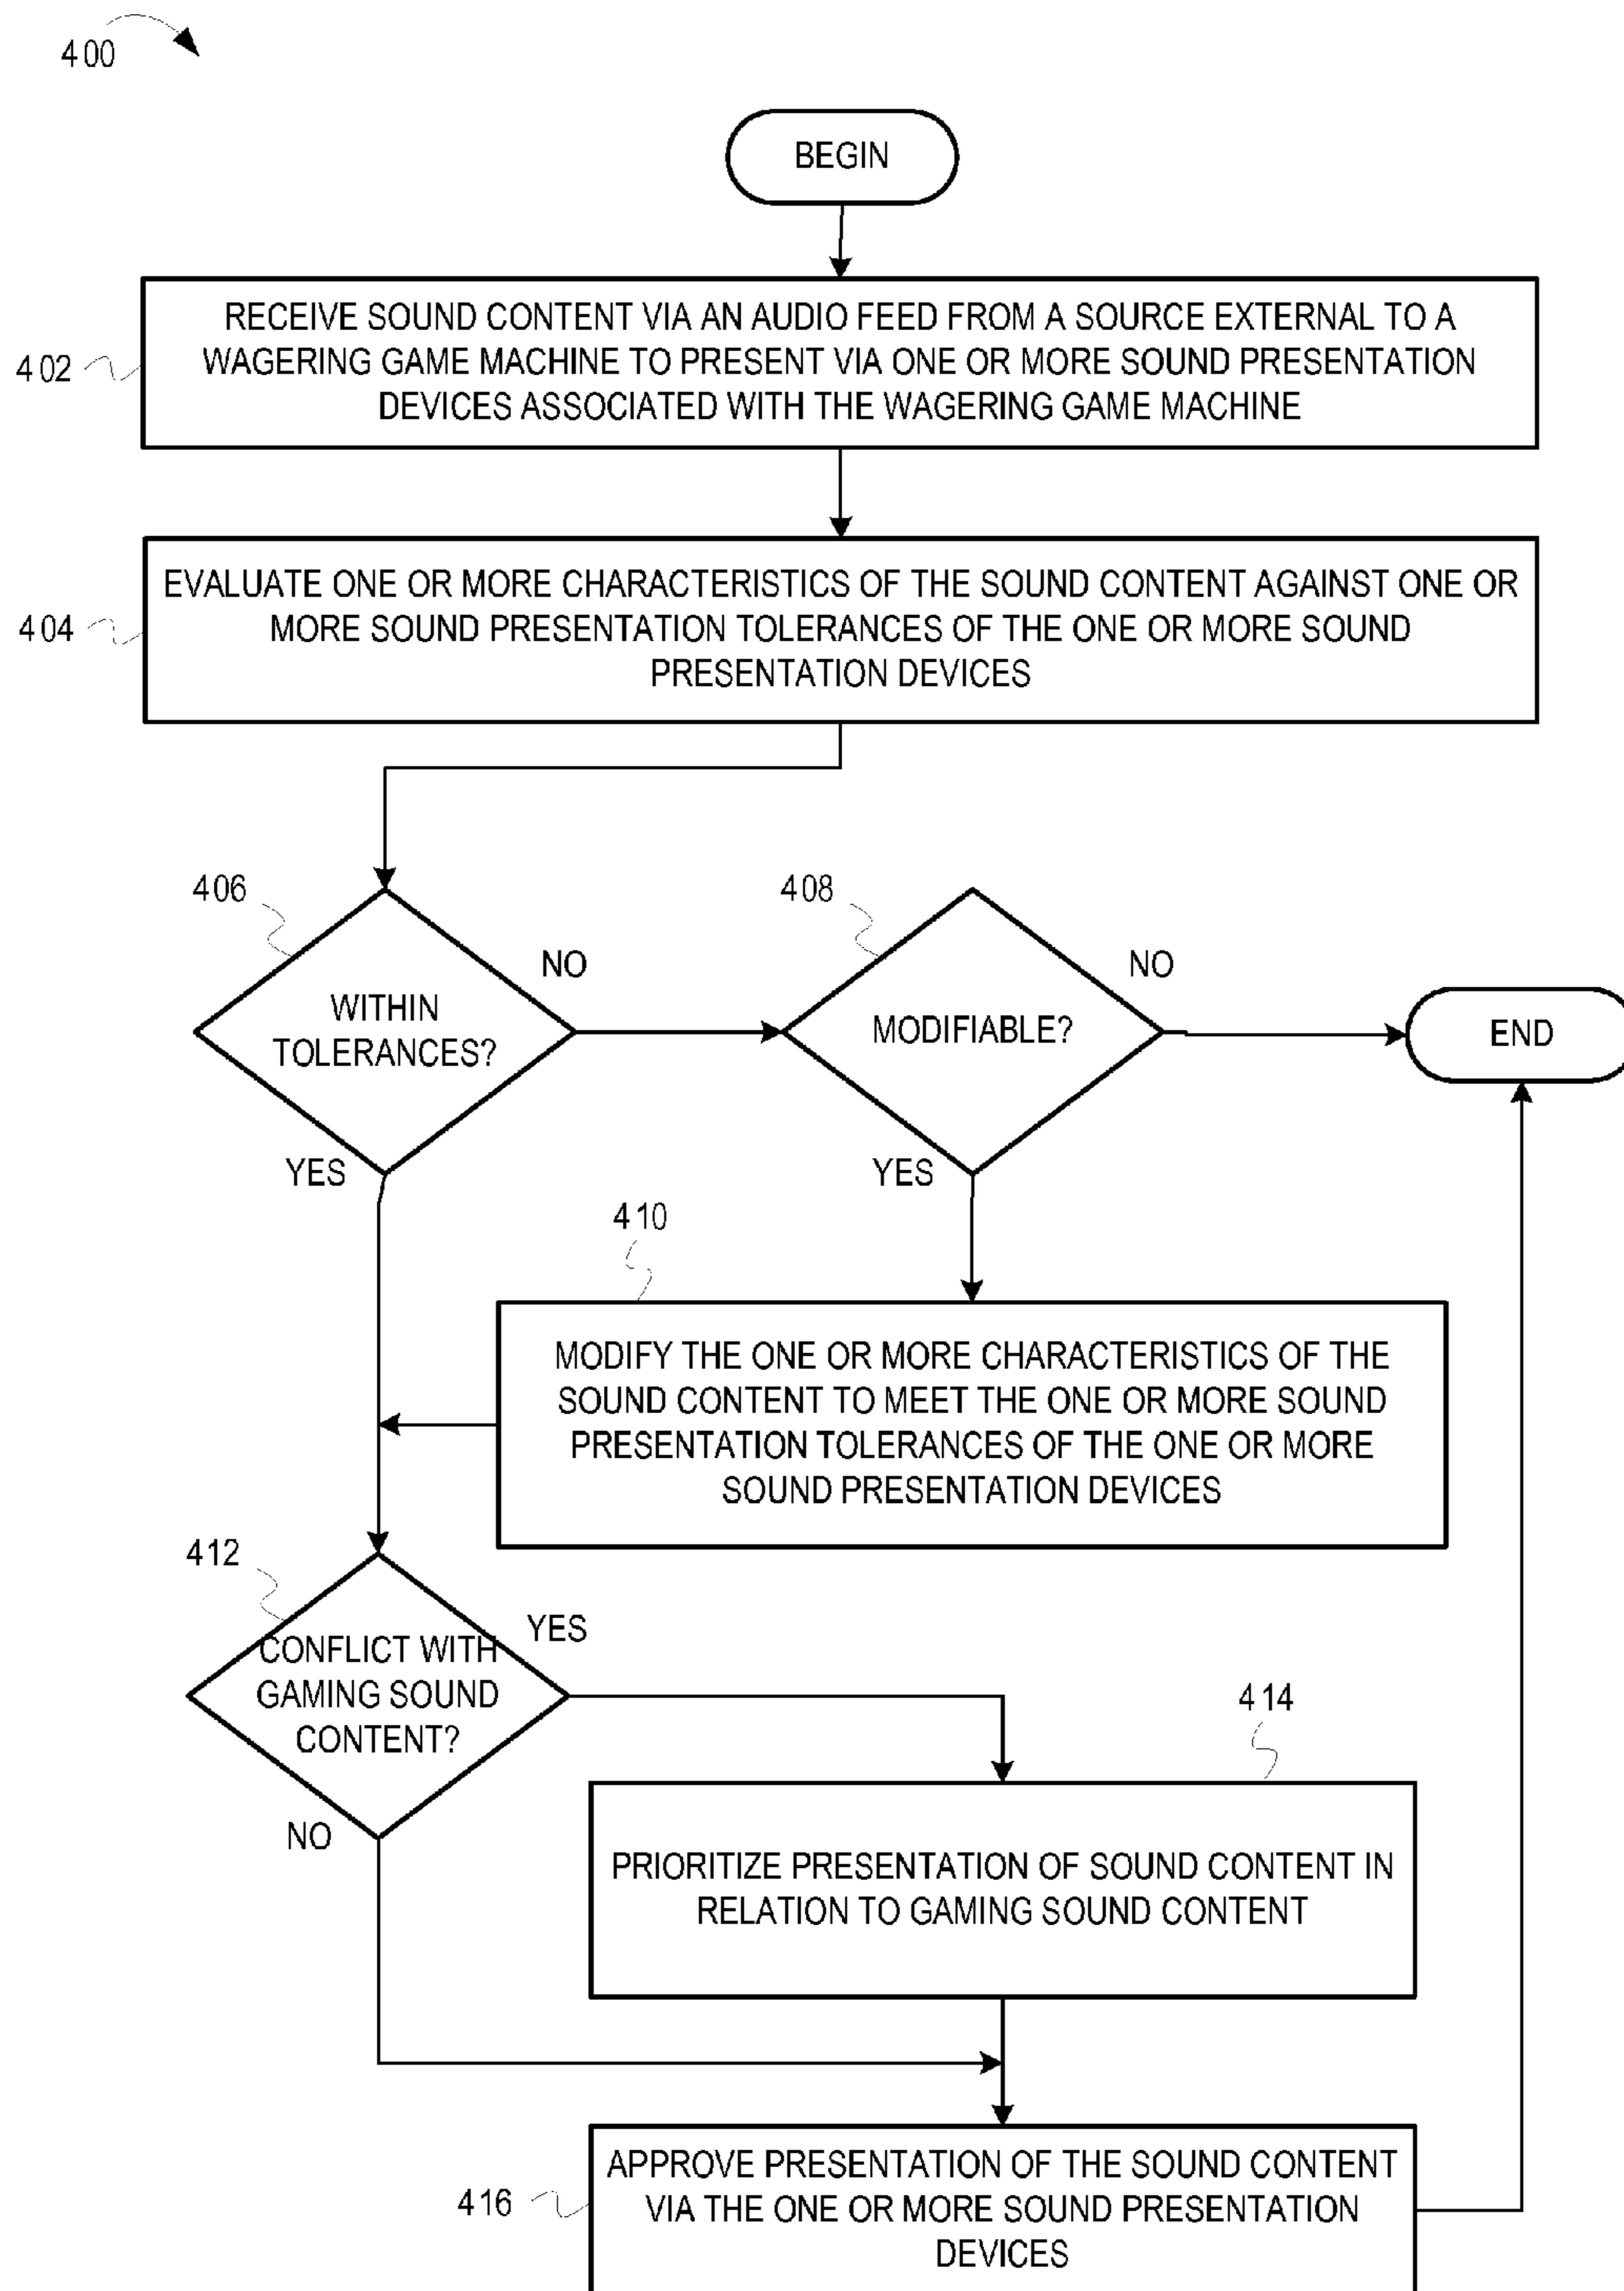 400
BEGIN
402
RECEIVE SOUND CONTENT VIA AN AUDIO FEED FROM A SOURCE EXTERNAL TO A
WAGERING GAME MACHINE TO PRESENT VIA ONE OR MORE SOUND PRESENTATION
DEVICES ASSOCIATED WITH THE WAGERING GAME MACHINE
404
EVALUATE ONE OR MORE CHARACTERISTICS OF THE SOUND CONTENT AGAINST ONE OR
MORE SOUND PRESENTATION TOLERANCES OF THE ONE OR MORE SOUND
PRESENTATION DEVICES
406
WITHIN
TOLERANCES?
NO
YES
408
MODIFIABLE?
NO
YES
END
410
MODIFY THE ONE OR MORE CHARACTERISTICS OF THE
SOUND CONTENT TO MEET THE ONE OR MORE SOUND
PRESENTATION TOLERANCES OF THE ONE OR MORE
SOUND PRESENTATION DEVICES
412
CONFLICT WITH
GAMING SOUND
CONTENT?
YES
NO
414
PRIORITIZE PRESENTATION OF SOUND CONTENT IN
RELATION TO GAMING SOUND CONTENT
416
APPROVE PRESENTATION OF THE SOUND CONTENT
VIA THE ONE OR MORE SOUND PRESENTATION
DEVICES